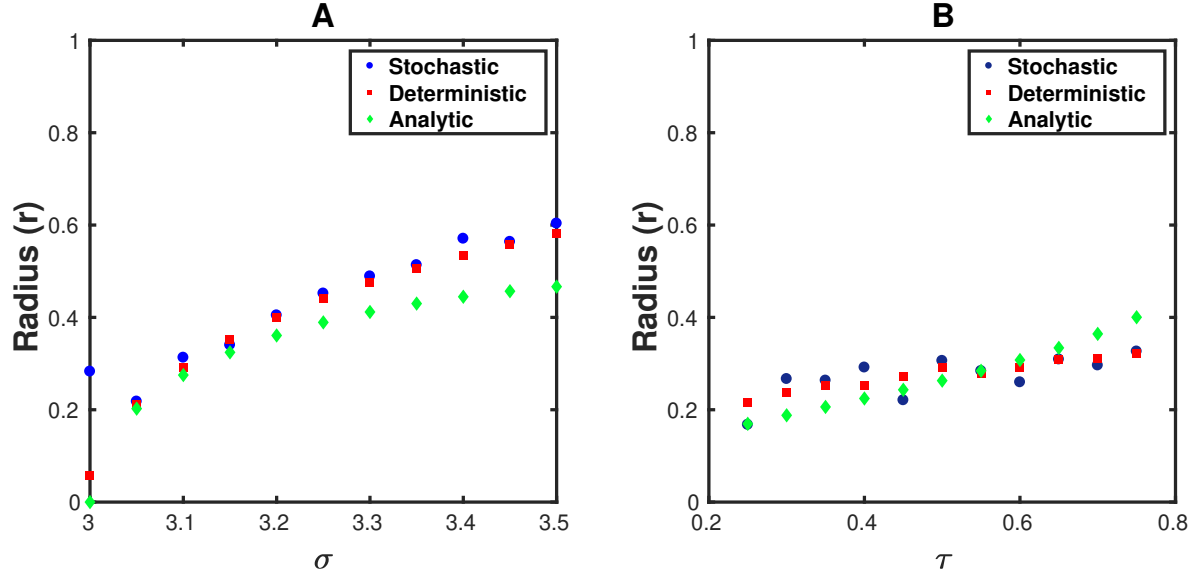 A
Radius (r)
1
0.8
0.6
0.4
0.2
0
Stochastic
Deterministic
Analytic
3
3.1
3.2
3.3
3.4
3.5
σ
B
Radius (r)
1
0.8
0.6
0.4
0.2
0
Stochastic
Deterministic
Analytic
0.2
0.4
0.6
0.8
τ